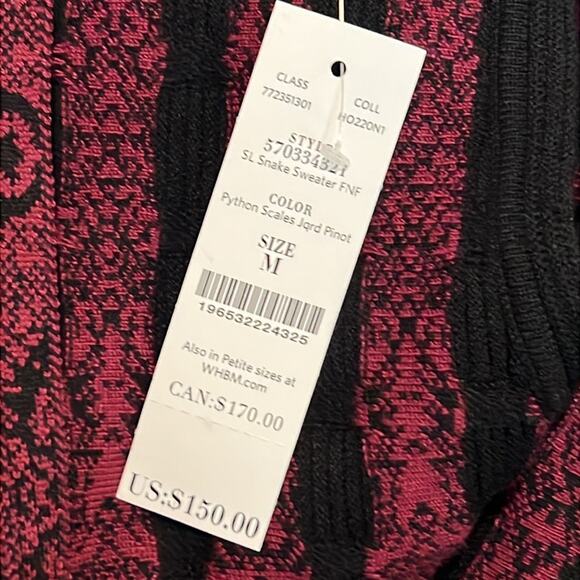 CLASS
772351301
COLL
HO220N1
STYLE
570334321
SL Snake Sweater FNF
COLOR
Python Scales Jqrd Pinot
SIZE
M
196532224325
Also in Petite sizes at
WHBM.com
CAN:$170.00
US:$150.00